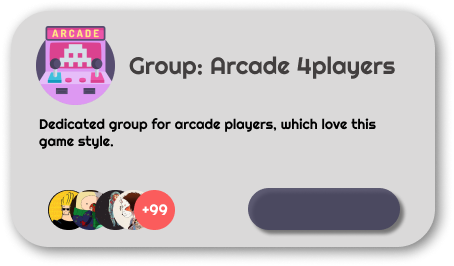 ARCADE
Group: Arcade 4players
Dedicated group for arcade players, which love this
game style.
+99